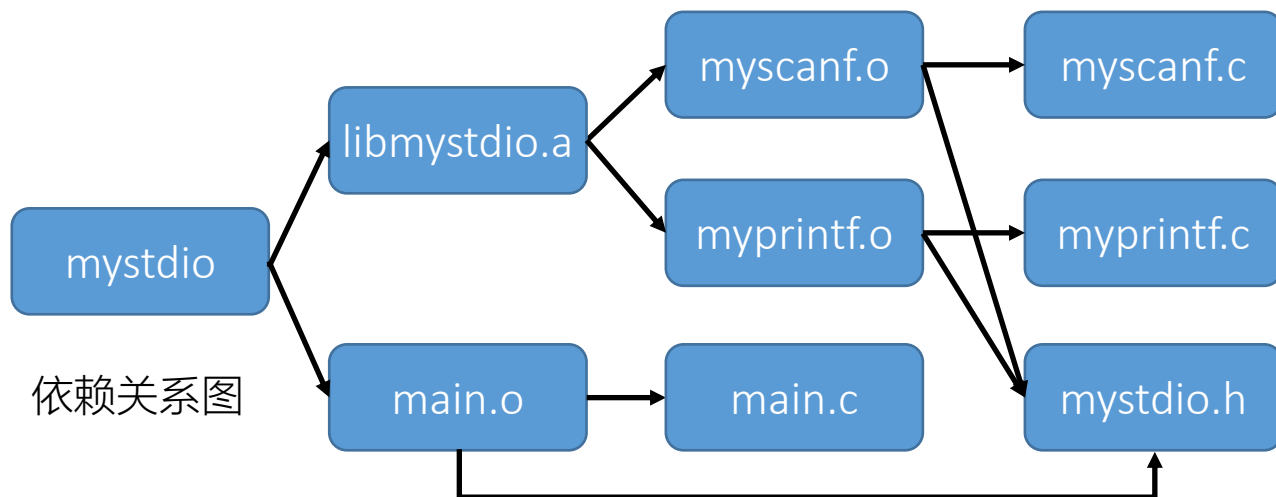 myscanf.o
myscanf.c
libmystdio.a
myprintf.o
myprintf.c
mystdio
依赖关系图
main.o
main.c
mystdio.h